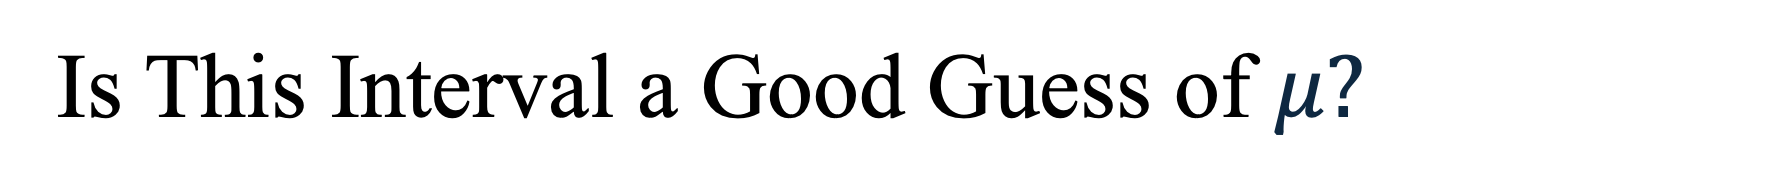 Is This Interval a Good Guess of μ?